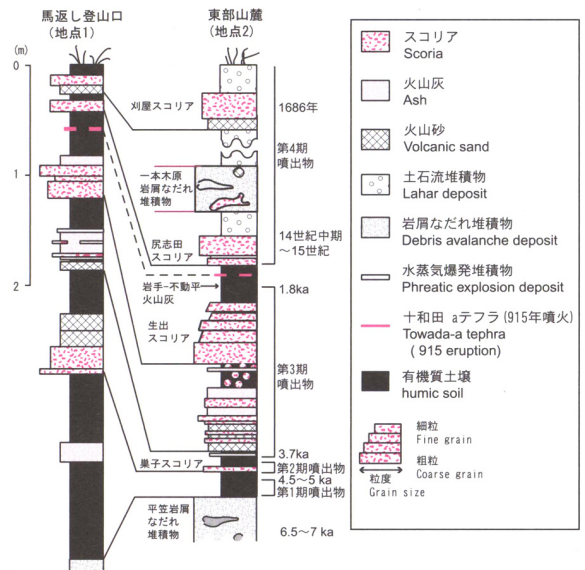 馬返し登山口
(地点1)
東部山麓
(地点2)
(m)
0
1
2
刈屋スコリア
一本木原
岩屑なだれ
堆積物
尻志田
スコリア
岩手-不動平
火山灰
生出
スコリア
巣子スコリア
平笠岩屑
なだれ
堆積物
1686年
第4期
噴出物
14世紀中期
～15世紀
1.8ka
第3期
噴出物
3.7ka
第2期噴出物
4.5～5 ka
第1期噴出物
6.5～7 ka
スコリア
Scoria
火山灰
Ash
火山砂
Volcanic sand
土石流堆積物
Lahar deposit
岩屑なだれ堆積物
Debris avalanche deposit
水蒸気爆発堆積物
Phreatic explosion deposit
十和田 aテフラ(915年噴火)
Towada-a tephra
( 915 eruption)
有機質土壌
humic soil
細粒
Fine grain
粗粒
Coarse grain
粒度
Grain size